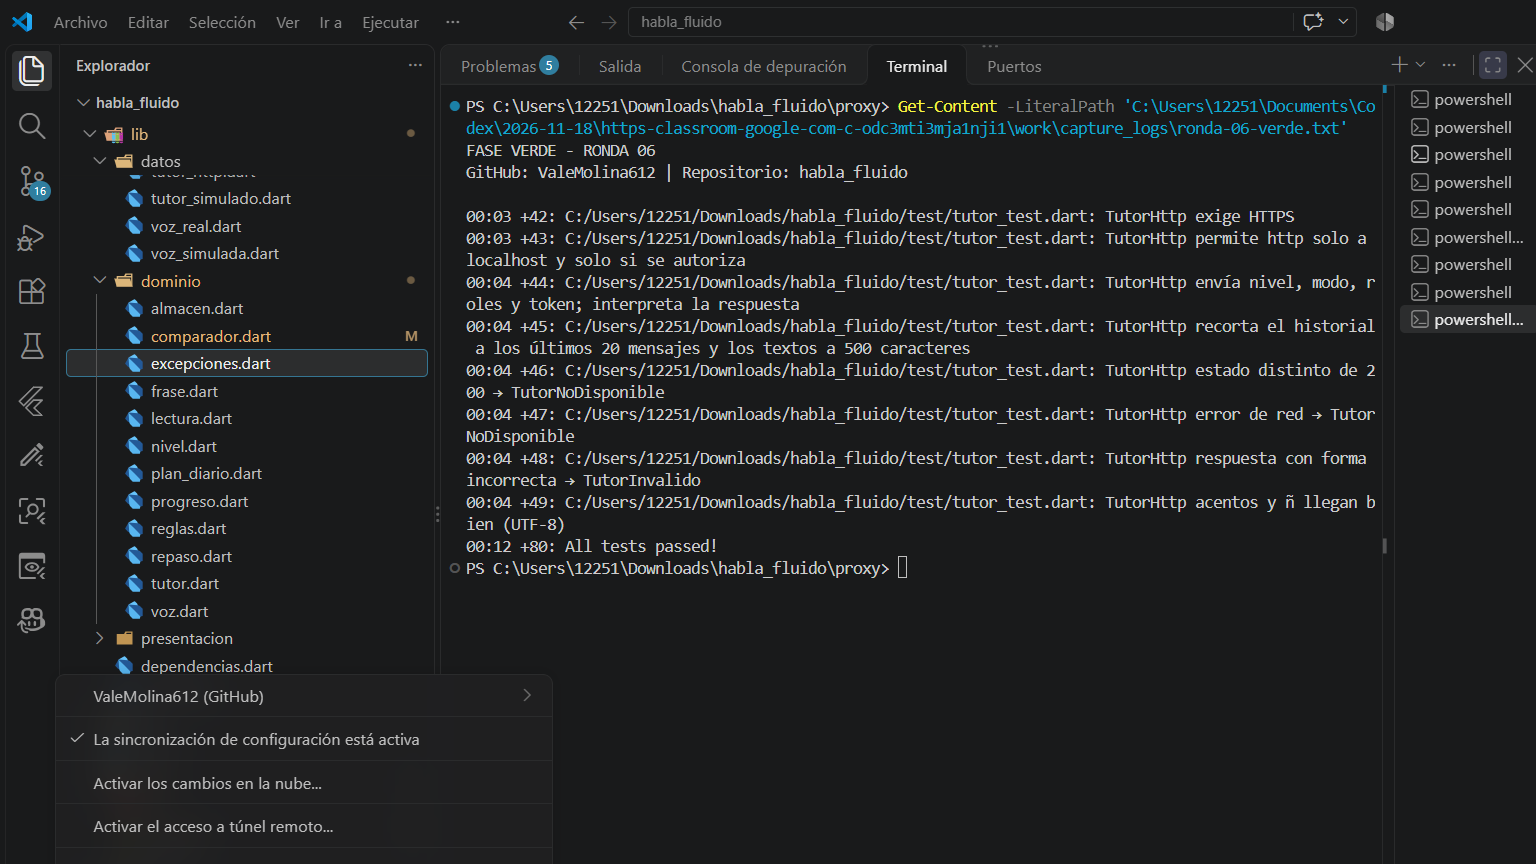 Archivo Editar Selección Ver Ir a Ejecutar ···
habla_fluido
Explorador
habla_fluido
lib
datos
tutor_http.dart
tutor_simulado.dart
voz_real.dart
voz_simulada.dart
dominio
almacen.dart
comparador.dart M
excepciones.dart
frase.dart
lectura.dart
nivel.dart
plan_diario.dart
progreso.dart
reglas.dart
repaso.dart
tutor.dart
voz.dart
presentacion
dependencias.dart
16
ValeMolina612 (GitHub)
La sincronización de configuración está activa
Activar los cambios en la nube...
Activar el acceso a túnel remoto...
Problemas 5 Salida Consola de depuración Terminal Puertos
PS C:\Users\12251\Downloads\habla_fluido\proxy> Get-Content -LiteralPath 'C:\Users\12251\Documents\Co
dex\2026-11-18\https-classroom-google-com-c-odc3mti3mja1nji1\work\capture_logs\ronda-06-verde.txt'
FASE VERDE - RONDA 06
GitHub: ValeMolina612 | Repositorio: habla_fluido
00:03 +42: C:/Users/12251/Downloads/habla_fluido/test/tutor_test.dart: TutorHttp exige HTTPS
00:03 +43: C:/Users/12251/Downloads/habla_fluido/test/tutor_test.dart: TutorHttp permite http solo a
localhost y solo si se autoriza
00:04 +44: C:/Users/12251/Downloads/habla_fluido/test/tutor_test.dart: TutorHttp envía nivel, modo, r
oles y token; interpreta la respuesta
00:04 +45: C:/Users/12251/Downloads/habla_fluido/test/tutor_test.dart: TutorHttp recorta el historial
a los últimos 20 mensajes y los textos a 500 caracteres
00:04 +46: C:/Users/12251/Downloads/habla_fluido/test/tutor_test.dart: TutorHttp estado distinto de 2
00 → TutorNoDisponible
00:04 +47: C:/Users/12251/Downloads/habla_fluido/test/tutor_test.dart: TutorHttp error de red → Tutor
NoDisponible
00:04 +48: C:/Users/12251/Downloads/habla_fluido/test/tutor_test.dart: TutorHttp respuesta con forma
incorrecta → TutorInvalido
00:04 +49: C:/Users/12251/Downloads/habla_fluido/test/tutor_test.dart: TutorHttp acentos y ñ llegan b
ien (UTF-8)
00:12 +80: All tests passed!
PS C:\Users\12251\Downloads\habla_fluido\proxy>
powershell
powershell
powershell
powershell
powershell
powershell...
powershell
powershell
powershell...